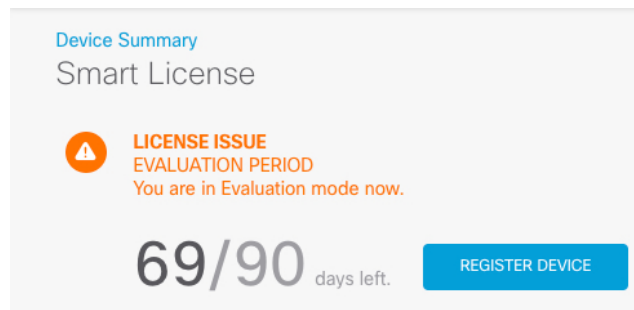 Device Summary
Smart License
LICENSE ISSUE
EVALUATION PERIOD
You are in Evaluation mode now.
69/90 days left.
REGISTER DEVICE